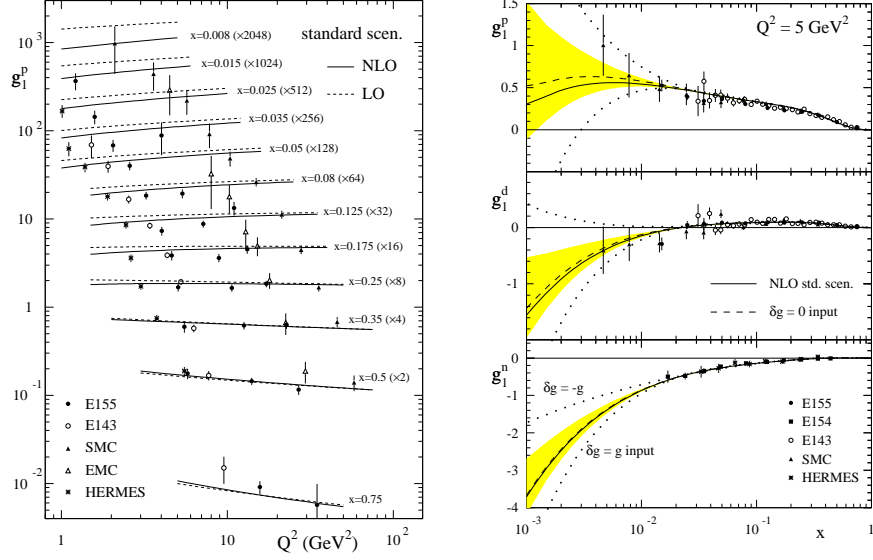 g₁ᵖ
10³
10²
10
1
10⁻¹
10⁻²
standard scen.
NLO
LO
x=0.008 (×2048)
x=0.015 (×1024)
x=0.025 (×512)
x=0.035 (×256)
x=0.05 (×128)
x=0.08 (×64)
x=0.125 (×32)
x=0.175 (×16)
x=0.25 (×8)
x=0.35 (×4)
x=0.5 (×2)
x=0.75
E155
E143
SMC
EMC
HERMES
1
10
10²
Q² (GeV²)
g₁ᵖ
1.5
1
0.5
0
Q² = 5 GeV²
g₁ᵈ
0
-1
NLO std. scen.
δg = 0 input
g₁ⁿ
0
-1
-2
-3
-4
δg = -g
δg = g input
E155
E154
E143
SMC
HERMES
10⁻³
10⁻²
10⁻¹
1
x